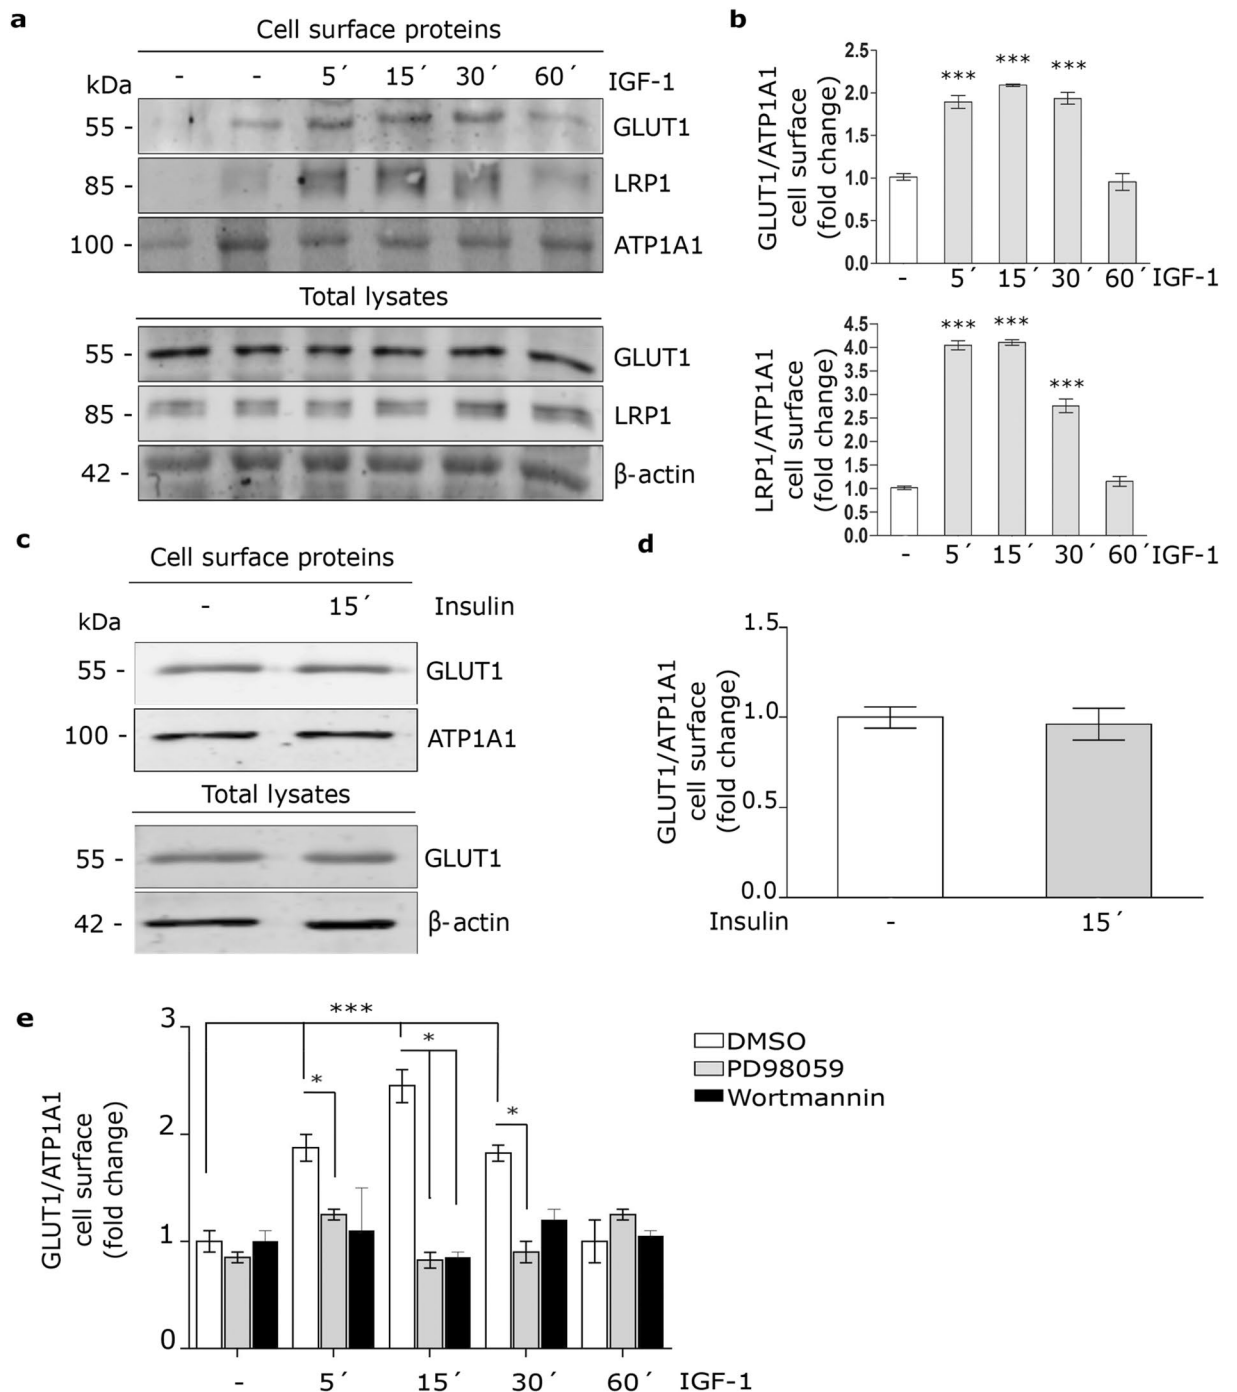 a
Cell surface proteins
kDa - - 5´ 15´ 30´ 60´ IGF-1
55 - GLUT1
85 - LRP1
100 - ATP1A1
Total lysates
55 - GLUT1
85 - LRP1
42 - β-actin
b
GLUT1/ATP1A1
cell surface
(fold change)
2.5
2.0
1.5
1.0
0.5
0.0
*** *** ***
- 5´ 15´ 30´ 60´ IGF-1
LRP1/ATP1A1
cell surface
(fold change)
4.5
4.0
3.5
3.0
2.5
4.0
1.5
1.0
0.5
0.0
*** *** ***
- 5´ 15´ 30´ 60´ IGF-1
c
Cell surface proteins
- 15´ Insulin
kDa
55 - GLUT1
100 - ATP1A1
Total lysates
55 - GLUT1
42 - β-actin
d
GLUT1/ATP1A1
cell surface
(fold change)
1.5
1.0
0.5
0.0
Insulin - 15´
e
GLUT1/ATP1A1
cell surface
(fold change)
3
2
1
0
***
* * *
- 5´ 15´ 30´ 60´ IGF-1
DMSO
PD98059
Wortmannin